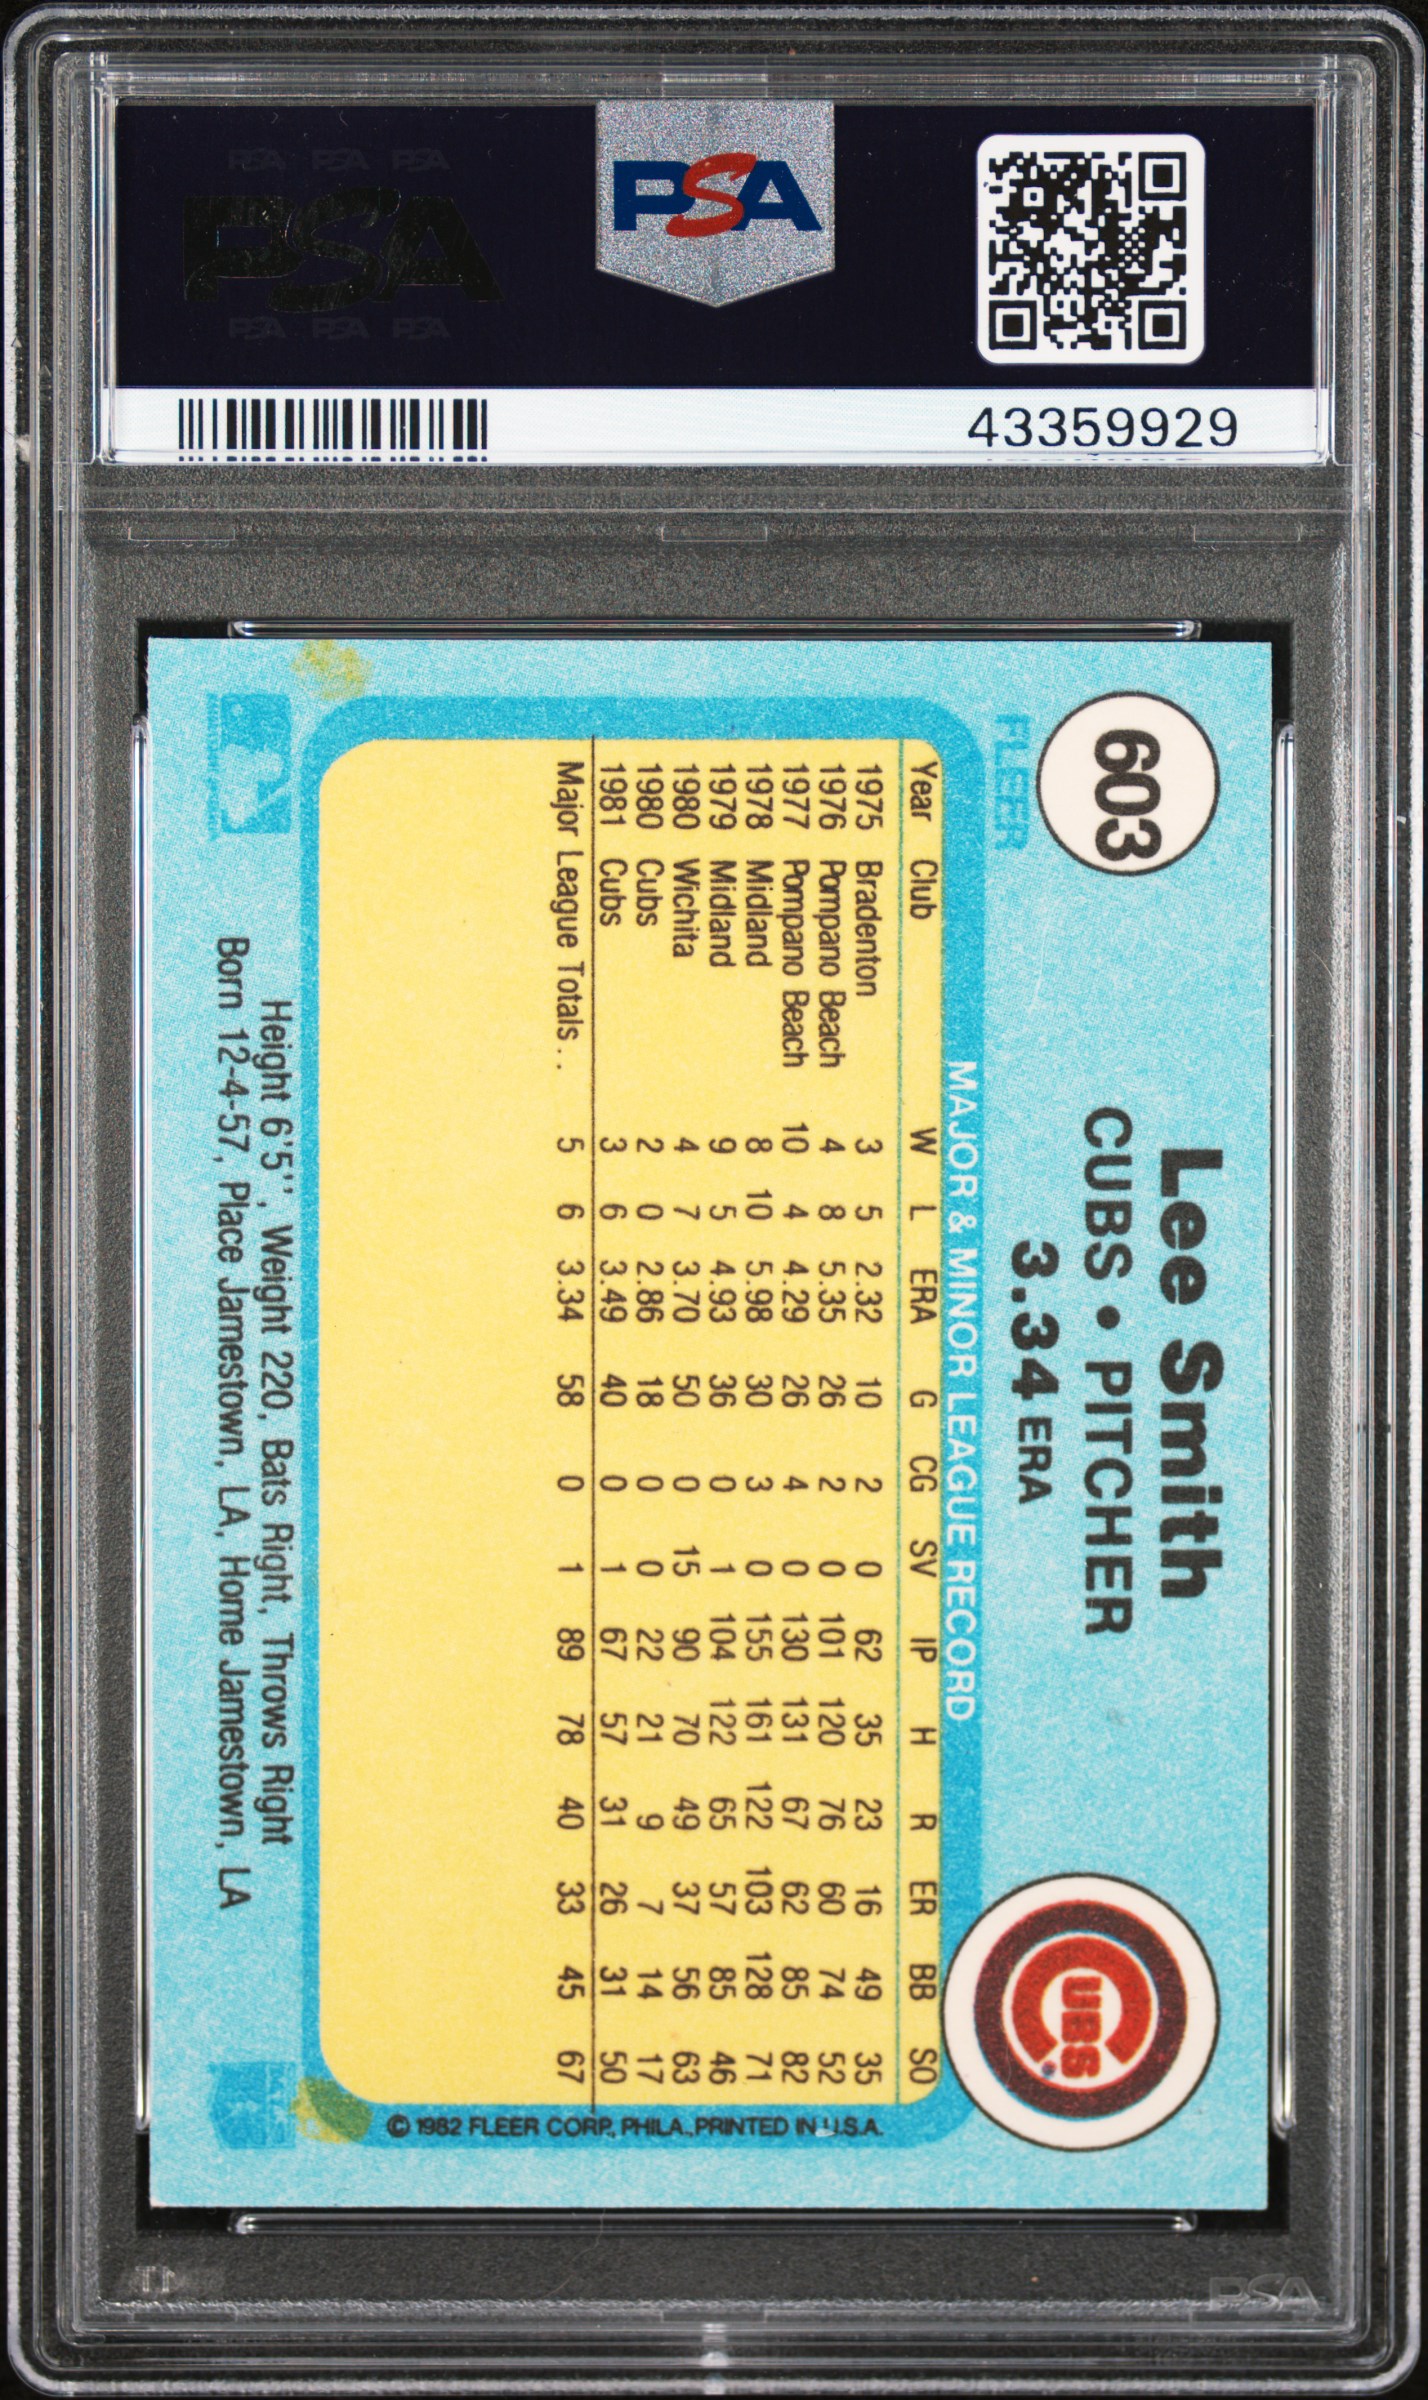 PSA PSA PSA
PSA
PSA PSA PSA
PSA
43359929
603
FLEER
Lee Smith
CUBS • PITCHER
3.34 ERA
CUBS
MAJOR & MINOR LEAGUE RECORD
Year Club W L ERA G CG SV IP H R ER BB SO
1975 Bradenton 3 5 2.32 10 2 0 62 35 23 16 49 35
1976 Pompano Beach 4 8 5.35 26 2 0 101 120 76 60 74 52
1977 Pompano Beach 10 4 4.29 26 4 0 130 131 67 62 85 82
1978 Midland 8 10 5.98 30 3 0 155 161 122 103 128 71
1979 Midland 9 5 4.93 36 0 1 104 122 65 57 85 46
1980 Wichita 4 7 3.70 50 0 15 90 70 49 37 56 63
1980 Cubs 2 0 2.86 18 0 0 22 21 9 7 14 17
1981 Cubs 3 6 3.49 40 0 1 67 57 31 26 31 50
Major League Totals . . 5 6 3.34 58 0 1 89 78 40 33 45 67
© 1982 FLEER CORP., PHILA. PRINTED IN U.S.A.
Height 6'5'', Weight 220, Bats Right, Throws Right
Born 12-4-57, Place Jamestown, LA, Home Jamestown, LA
PSA